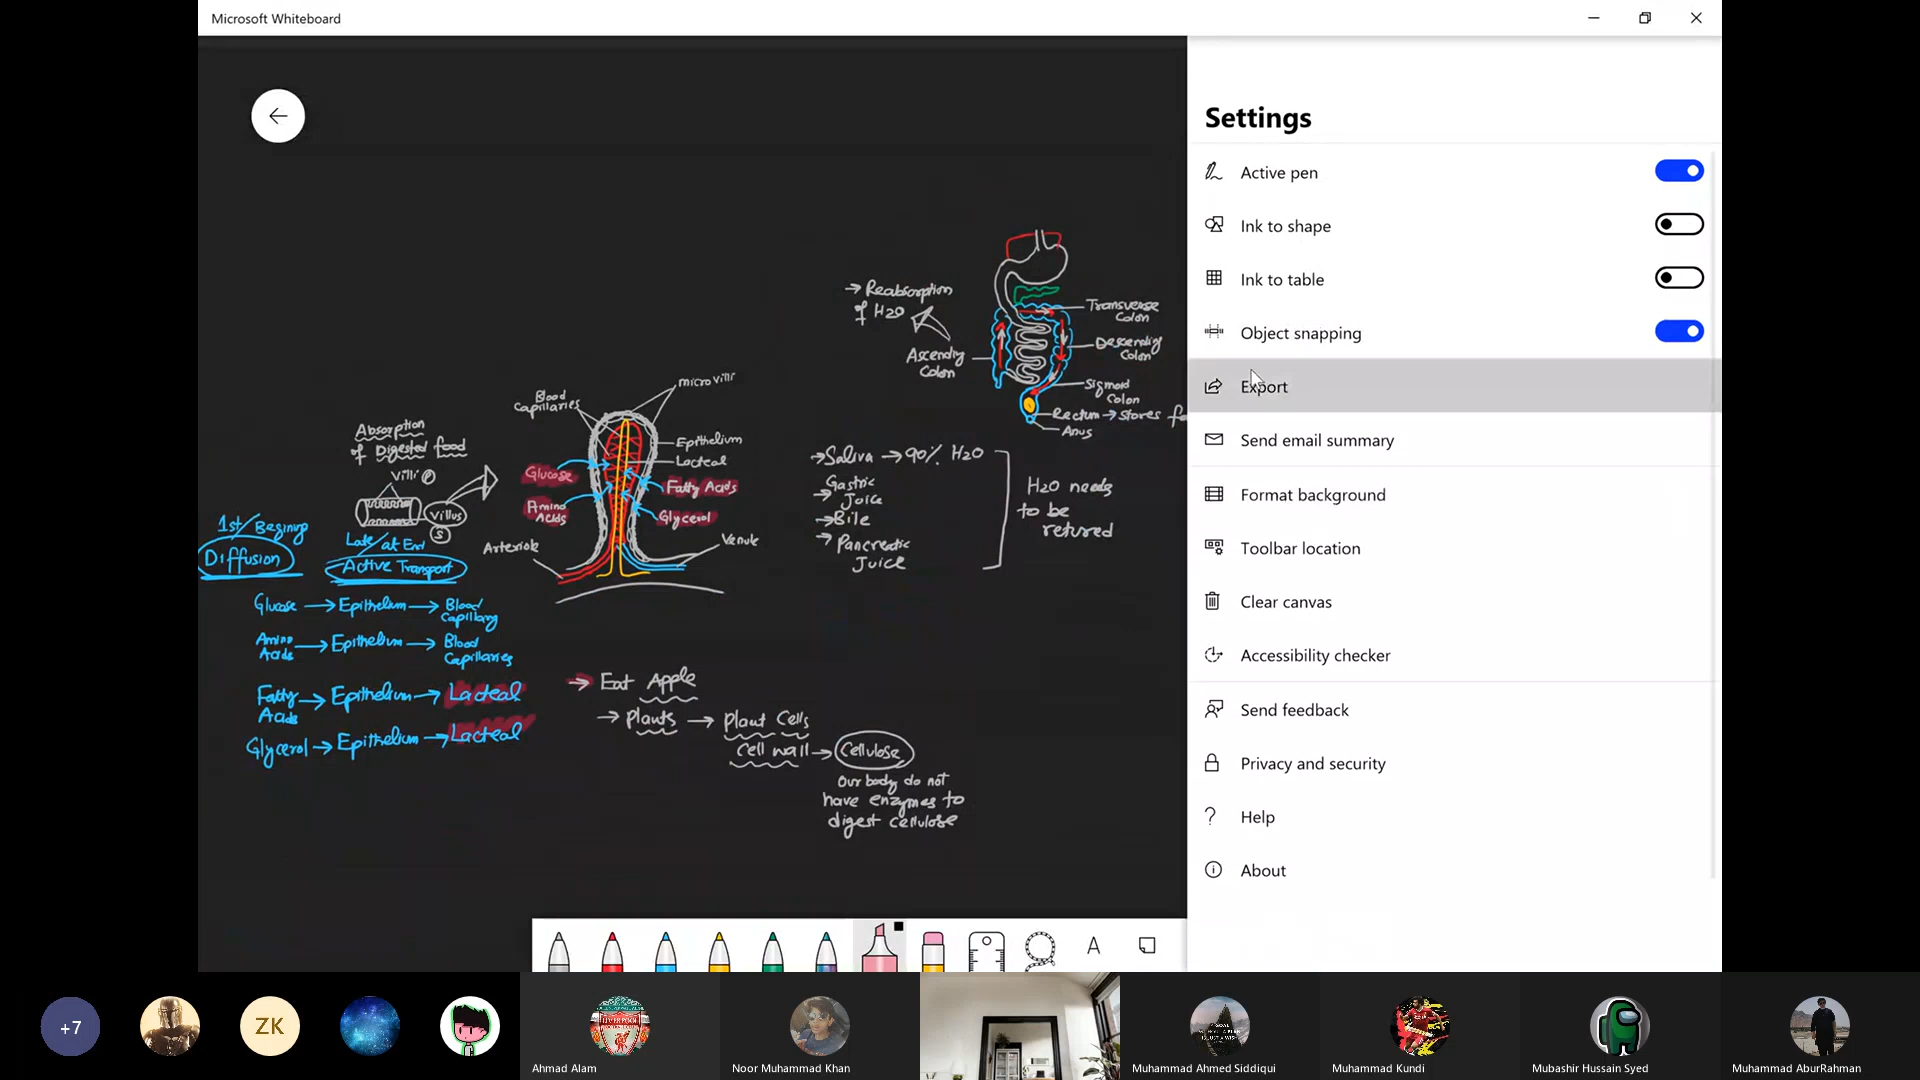 Microsoft Whiteboard
Settings
Active pen
Ink to shape
Ink to table
Object snapping
Export
Send email summary
Format background
Toolbar location
Clear canvas
Accessibility checker
Send feedback
Privacy and security
Help
About
→ Reabsorption
of H2O
Ascending
Colon
Transverse
Colon
Descending
Colon
Sigmoid
Colon
Rectum → stores
Anus
Absorption
of Digested food
Villi (P)
Villus
(S)
Blood
Capillaries
microvilli
Epithelium
Lacteal
Glucose
Fatty Acids
Amino
Acids
Glycerol
Arteriole
Venule
→ Saliva → 90% H2O
→ Gastric
Juice
→ Bile
→ Pancreatic
Juice
H2O needs
to be
retured
1st/Begining
Diffusion
Late/at End
Active Transport
Glucose → Epithelium → Blood
Capillary
Amino
Acids → Epithelium → Blood
Capillaries
Fatty
Acids → Epithelium → Lacteal
Glycerol → Epithelium → Lacteal
→ Eat Apple
→ Plants → Plant Cells
Cell wall → Cellulose
Our body do not
have enzymes to
digest cellulose
A
+7
ZK
Ahmad Alam
Noor Muhammad Khan
Muhammad Ahmed Siddiqui
Muhammad Kundi
Mubashir Hussain Syed
Muhammad AburRahman